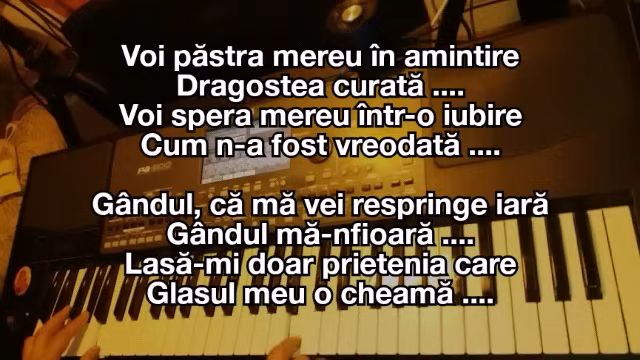 Voi păstra mereu în amintire
Dragostea curată ....
Voi spera mereu într-o iubire
Cum n-a fost vreodată ....
Gândul, că mă vei respringe iară
Gândul mă-nfioară ....
Lasă-mi doar prietenia care
Glasul meu o cheamă ....